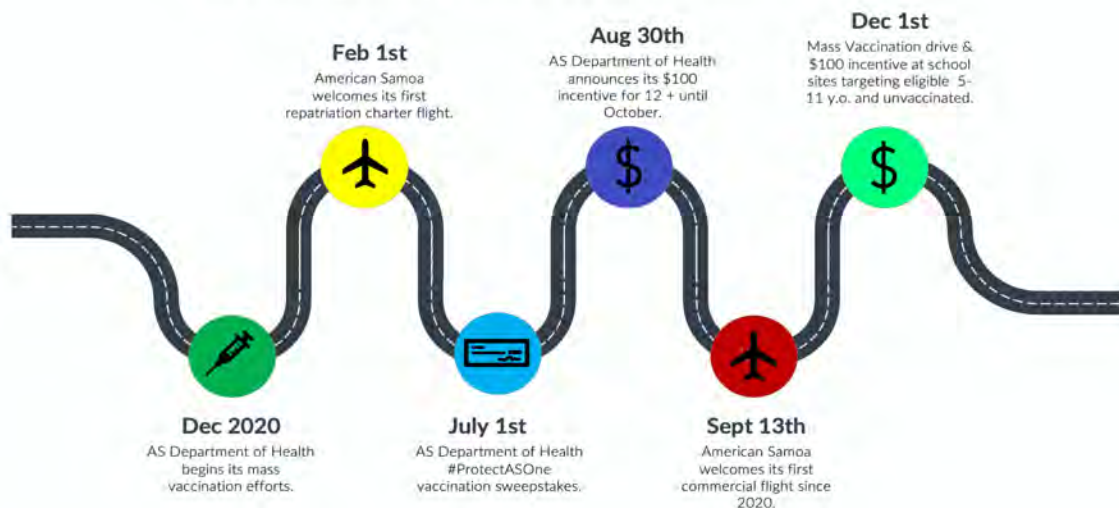 Dec 2020
AS Department of Health
begins its mass
vaccination efforts.
Feb 1st
American Samoa
welcomes its first
repatriation charter flight.
July 1st
AS Department of Health
#ProtectASOne
vaccination sweepstakes.
Aug 30th
AS Department of Health
announces its $100
incentive for 12 + until
October.
Sept 13th
American Samoa
welcomes its first
commercial flight since
2020.
Dec 1st
Mass Vaccination drive &
$100 incentive at school
sites targeting eligible 5-
11 y.o. and unvaccinated.
$
$